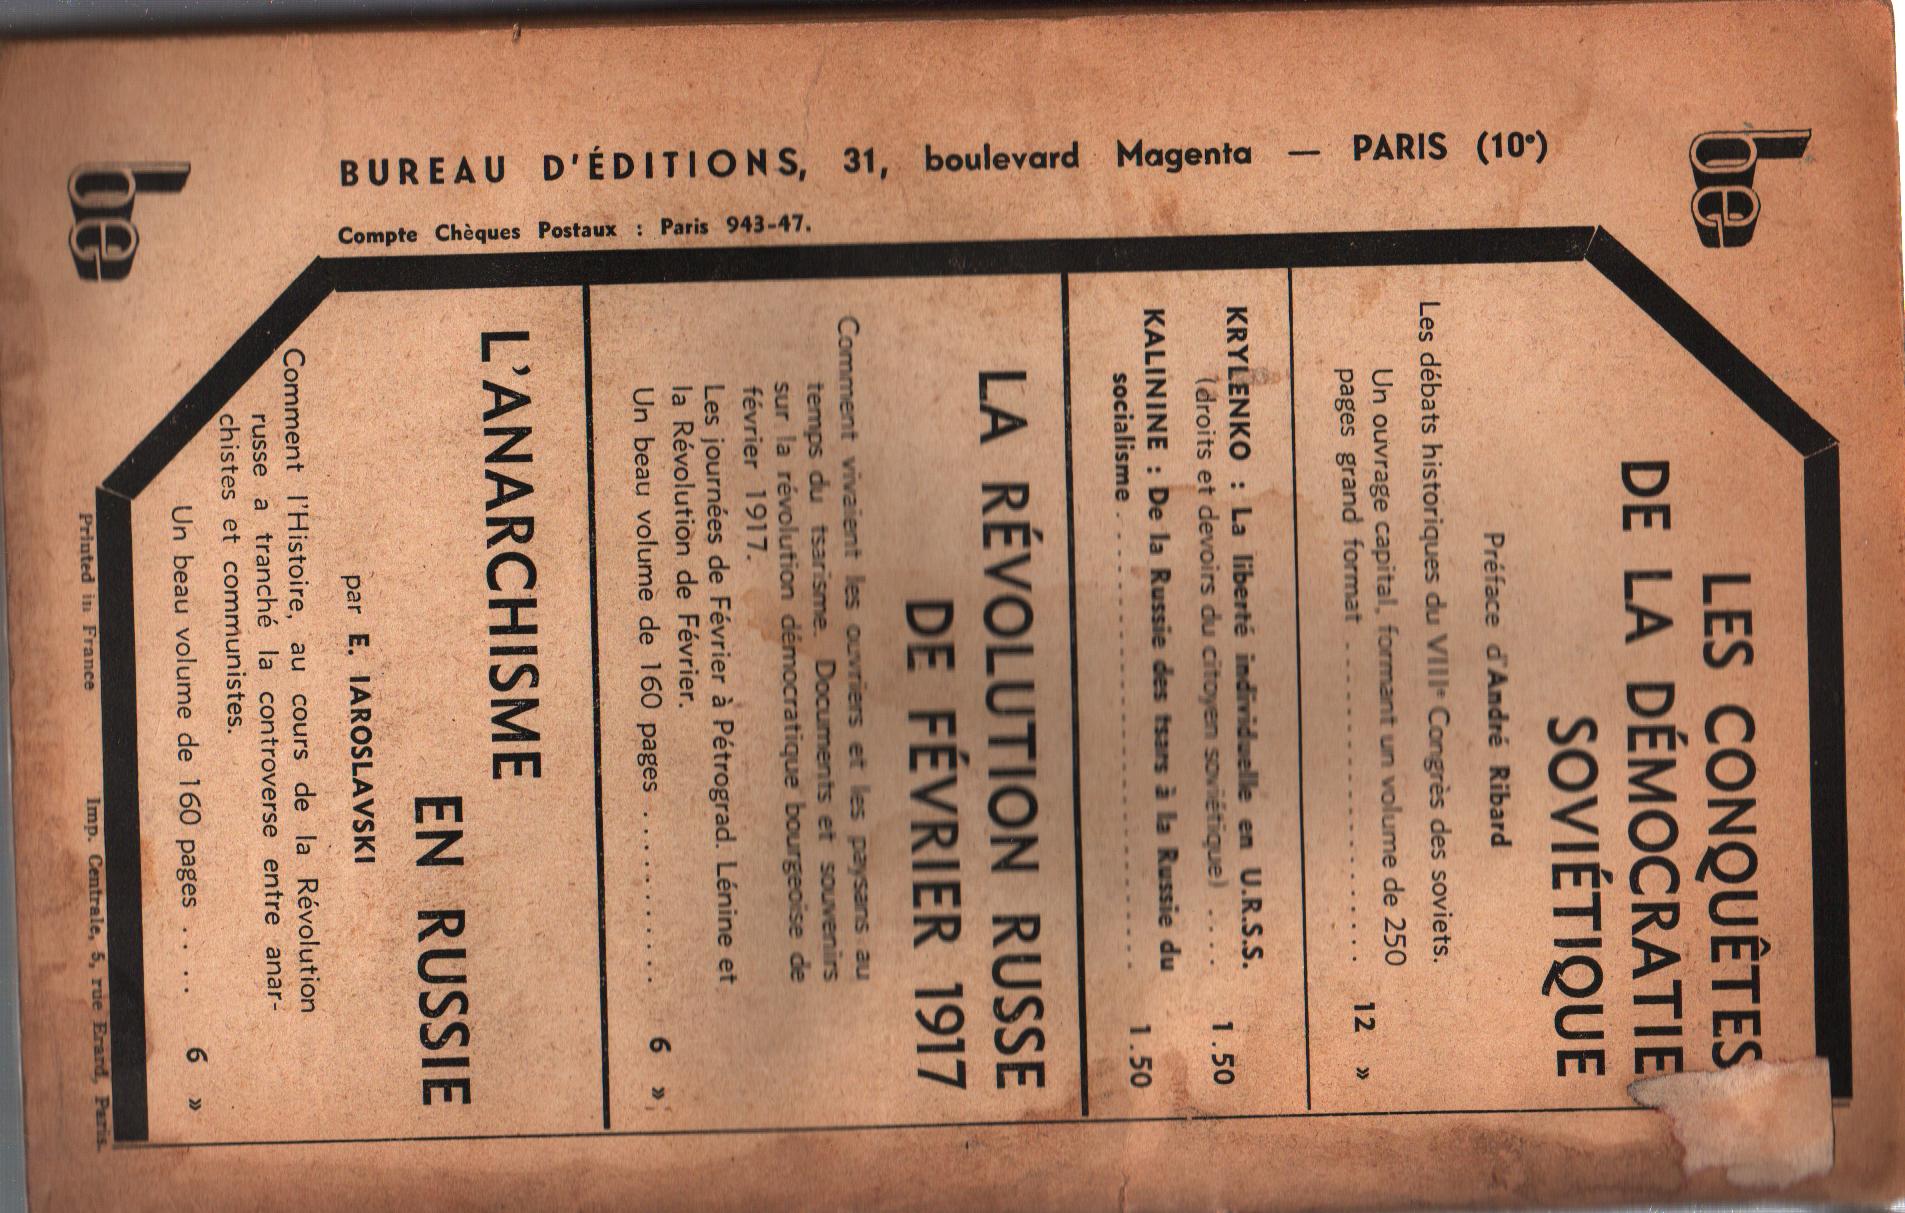 be
be
BUREAU D'ÉDITIONS, 31, boulevard Magenta — PARIS (10e)
Compte Chèques Postaux : Paris 943-47.
LES CONQUÊTES
DE LA DÉMOCRATIE
SOVIÉTIQUE
Préface d'André Ribard
Les débats historiques du VIIIe Congrès des soviets.
Un ouvrage capital, formant un volume de 250
pages grand format .............. 12 »
KRYLENKO : La liberté individuelle en U.R.S.S.
(droits et devoirs du citoyen soviétique) .... 1.50
KALININE : De la Russie des tsars à la Russie du
socialisme ........................ 1.50
LA RÉVOLUTION RUSSE
DE FÉVRIER 1917
Comment vivaient les ouvriers et les paysans au
temps du tsarisme. Documents et souvenirs
sur la révolution démocratique bourgeoise de
février 1917.
Les journées de Février à Pétrograd. Lénine et
la Révolution de Février.
Un beau volume de 160 pages .......... 6 »
L'ANARCHISME
EN RUSSIE
par E. IAROSLAVSKI
Comment l'Histoire, au cours de la Révolution
russe a tranché la controverse entre anar-
chistes et communistes.
Un beau volume de 160 pages .... 6 »
Printed in France Imp. Centrale, 5, rue Erard, Paris.